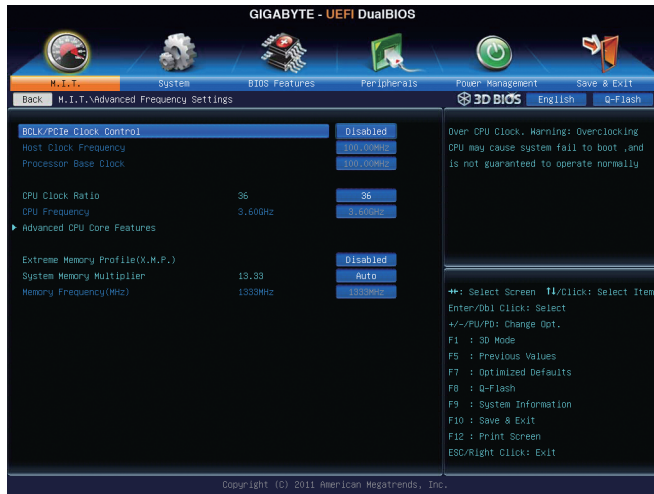 GIGABYTE - UEFI DualBIOS
M.I.T. System BIOS Features Peripherals Power Management Save & Exit
Back M.I.T.\Advanced Frequency Settings 3D BIOS English Q-Flash
BCLK/PCIe Clock Control Disabled
Host Clock Frequency 100.00MHz
Processor Base Clock 100.00MHz
CPU Clock Ratio 36 36
CPU Frequency 3.60GHz 3.60GHz
Advanced CPU Core Features
Extreme Memory Profile(X.M.P.) Disabled
System Memory Multiplier 13.33 Auto
Memory Frequency(MHz) 1333MHz 1333MHz
Over CPU Clock. Warning: Overclocking
CPU may cause system fail to boot ,and
is not guaranteed to operate normally
↔: Select Screen ↑↓/Click: Select Item
Enter/Dbl Click: Select
+/-/PU/PD: Change Opt.
F1 : 3D Mode
F5 : Previous Values
F7 : Optimized Defaults
F8 : Q-Flash
F9 : System Information
F10 : Save & Exit
F12 : Print Screen
ESC/Right Click: Exit
Copyright (C) 2011 American Megatrends, Inc.